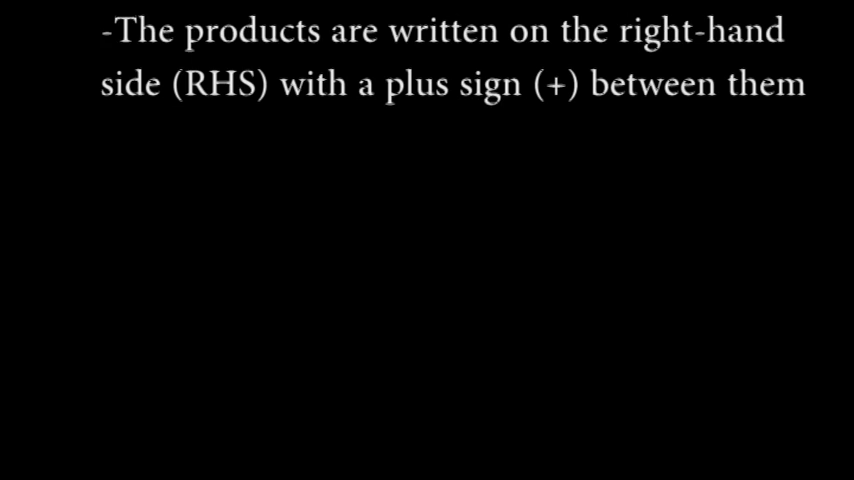 -The products are written on the right-hand
side (RHS) with a plus sign (+) between them